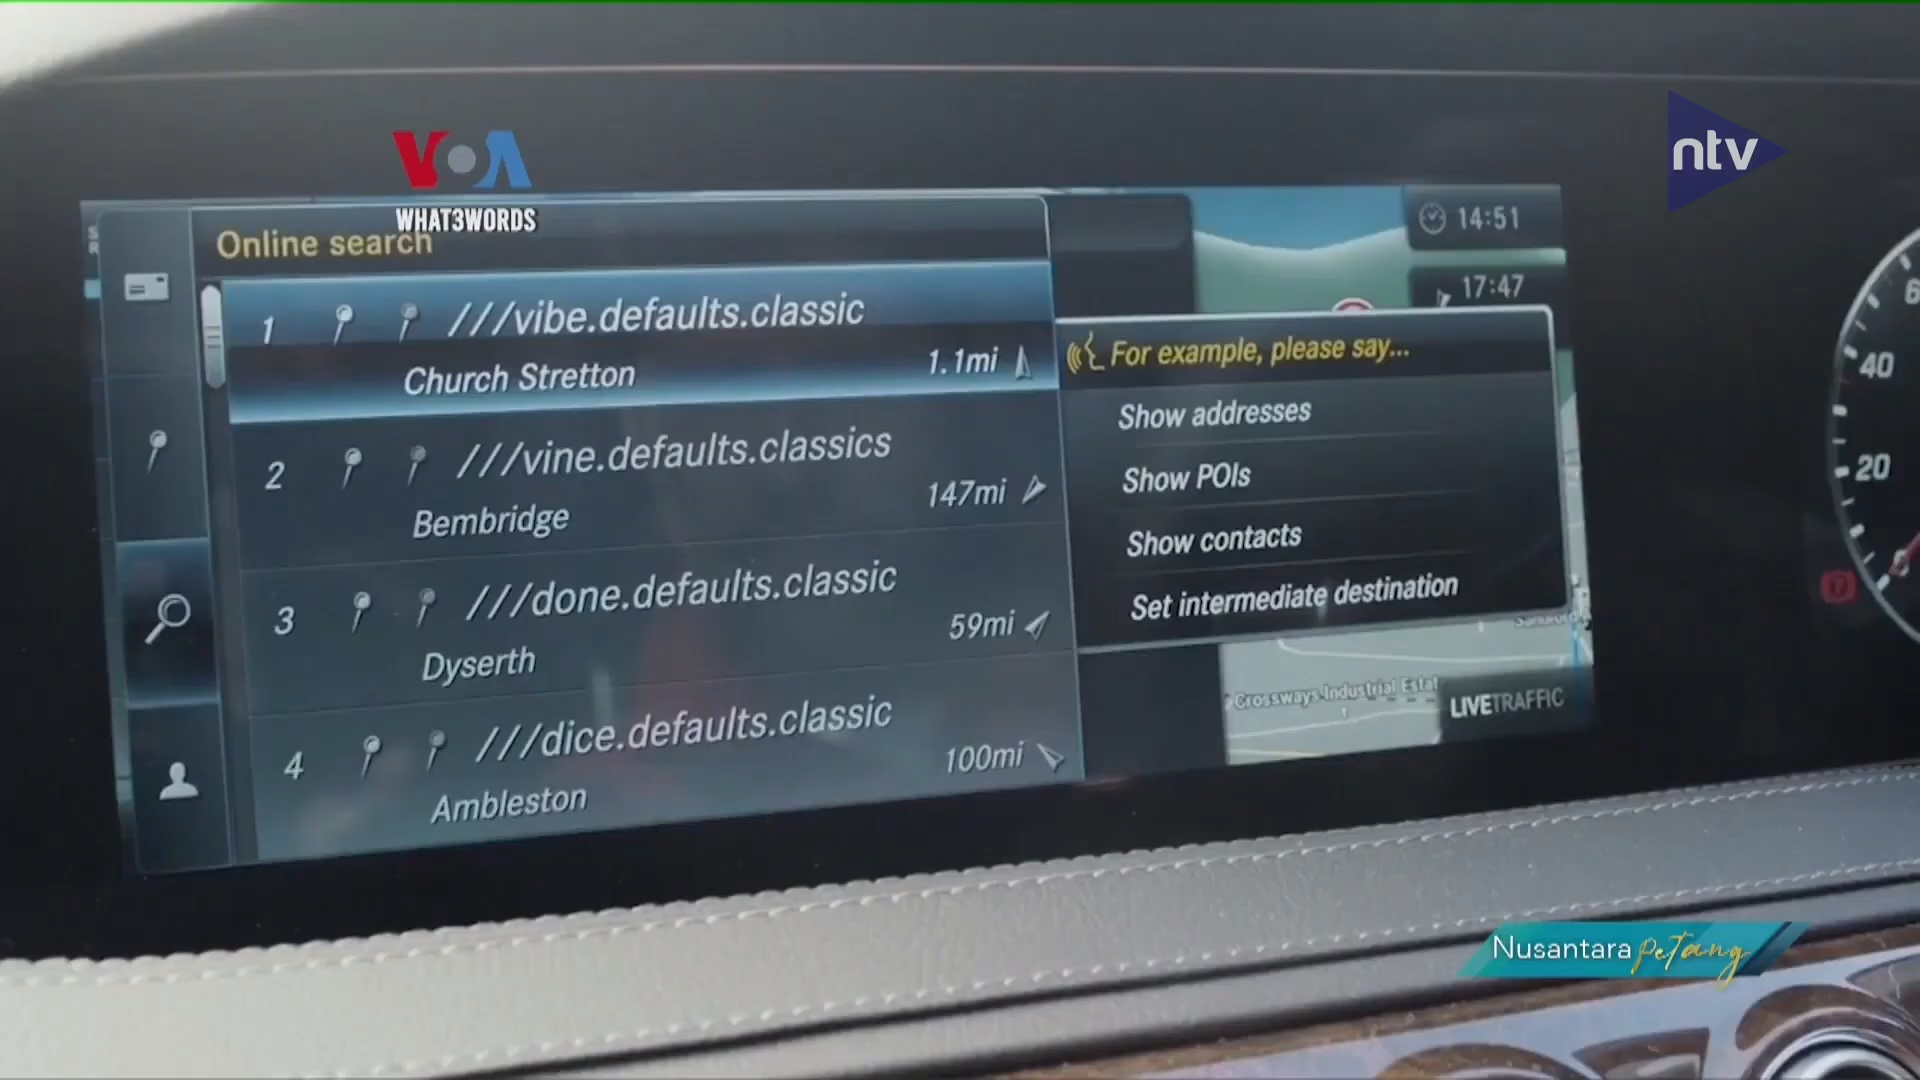 VOA
WHAT3WORDS
ntv
Online search
1 ///vibe.defaults.classic
Church Stretton 1.1mi
2 ///vine.defaults.classics
Bembridge 147mi
3 ///done.defaults.classic
Dyserth 59mi
4 ///dice.defaults.classic
Ambleston 100mi
14:51
17:47
For example, please say...
Show addresses
Show POIs
Show contacts
Set intermediate destination
Crossways Industrial Estat
LIVETRAFFIC
6
40
20
Nusantara Petang